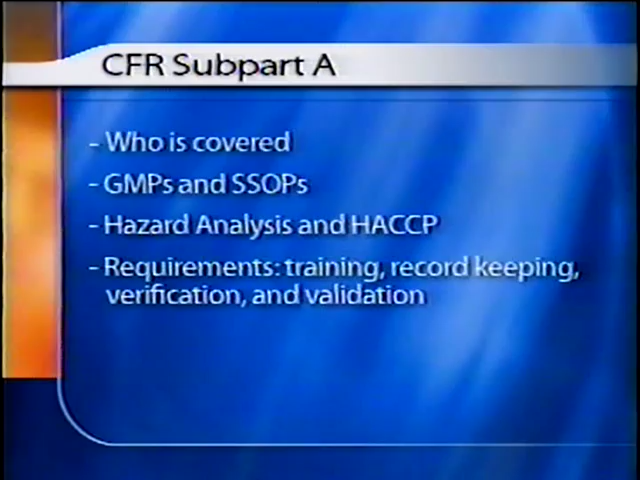 CFR Subpart A
- Who is covered
- GMPs and SSOPs
- Hazard Analysis and HACCP
- Requirements: training, record keeping,
verification, and validation